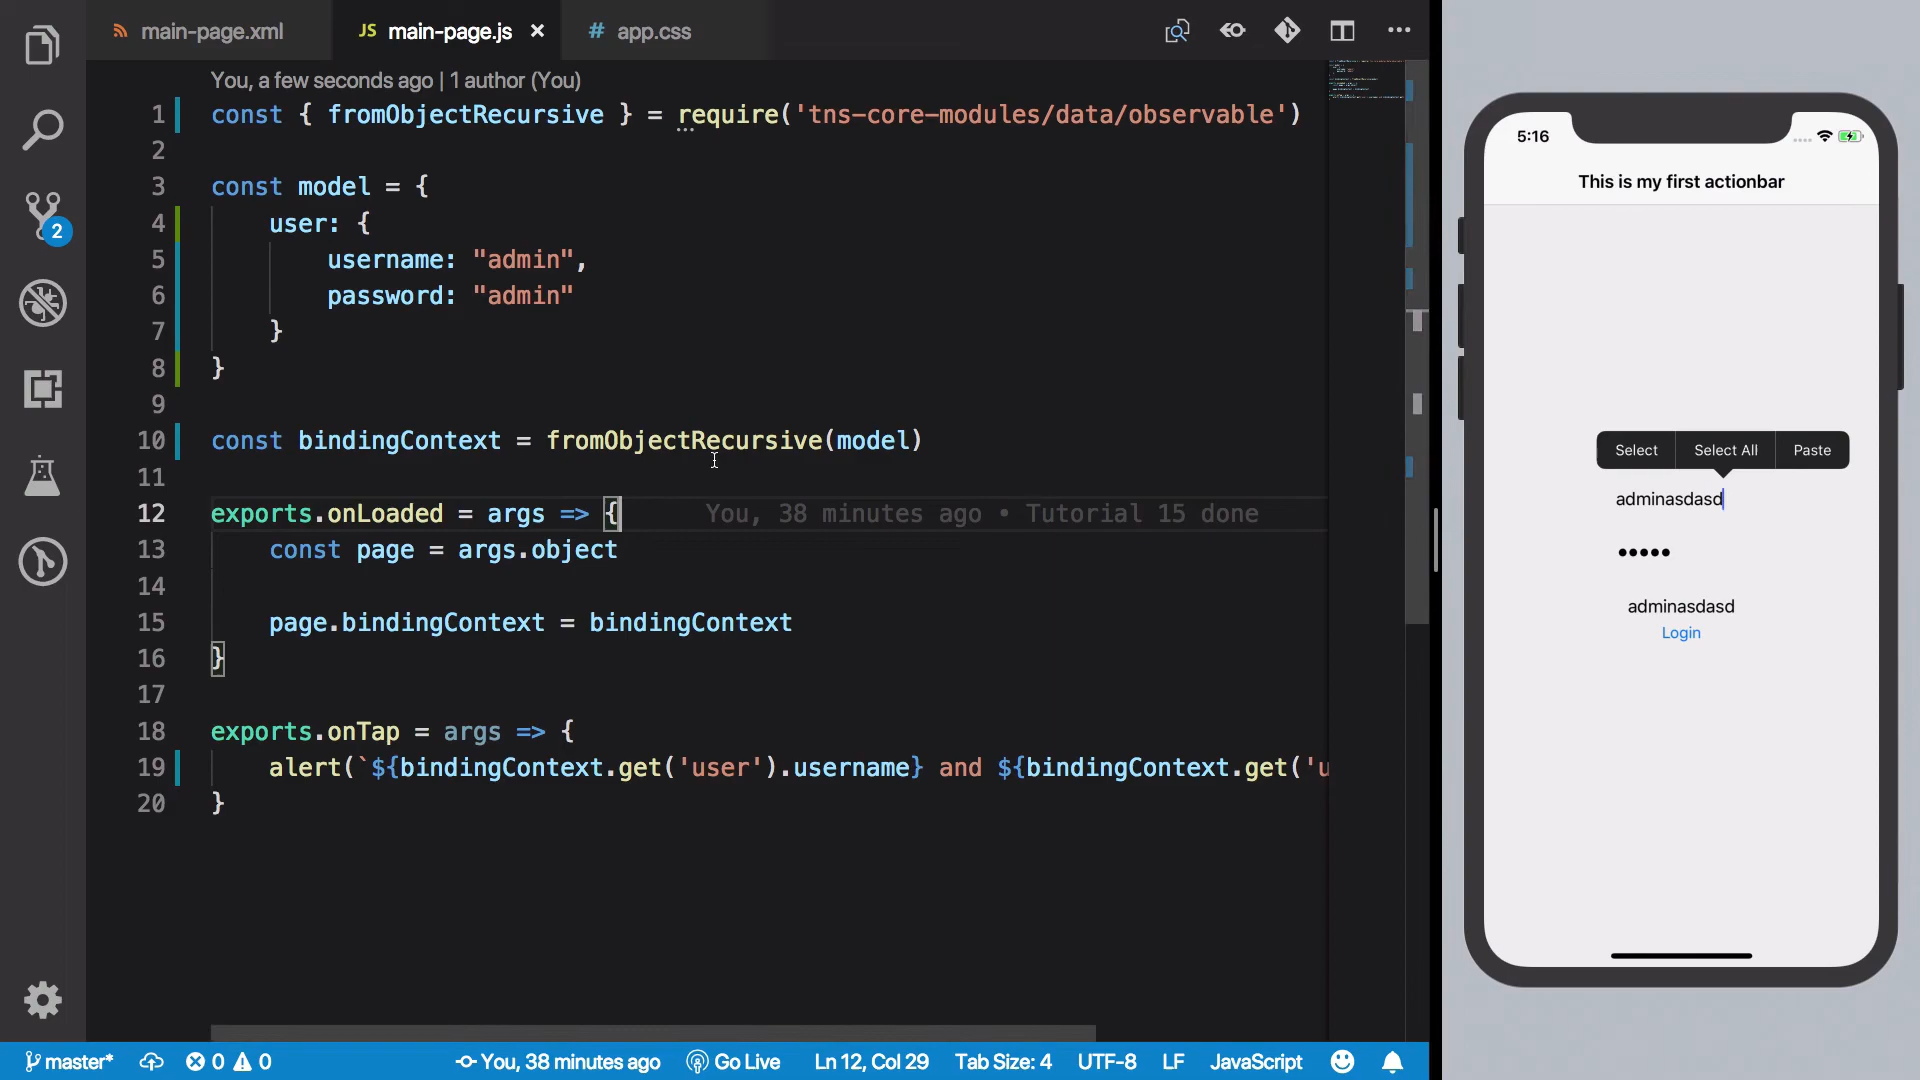 main-page.xml
JS main-page.js ×
# app.css
You, a few seconds ago | 1 author (You)
1 const { fromObjectRecursive } = require('tns-core-modules/data/observable')
2
3 const model = {
4 user: {
5 username: "admin",
6 password: "admin"
7 }
8 }
9
10 const bindingContext = fromObjectRecursive(model)
11
12 exports.onLoaded = args => { You, 38 minutes ago • Tutorial 15 done
13 const page = args.object
14
15 page.bindingContext = bindingContext
16 }
17
18 exports.onTap = args => {
19 alert(`${bindingContext.get('user').username} and ${bindingContext.get('u
20 }
2
master* 0 0 You, 38 minutes ago Go Live Ln 12, Col 29 Tab Size: 4 UTF-8 LF JavaScript
5:16
This is my first actionbar
Select Select All Paste
adminasdasd
•••••
adminasdasd
Login